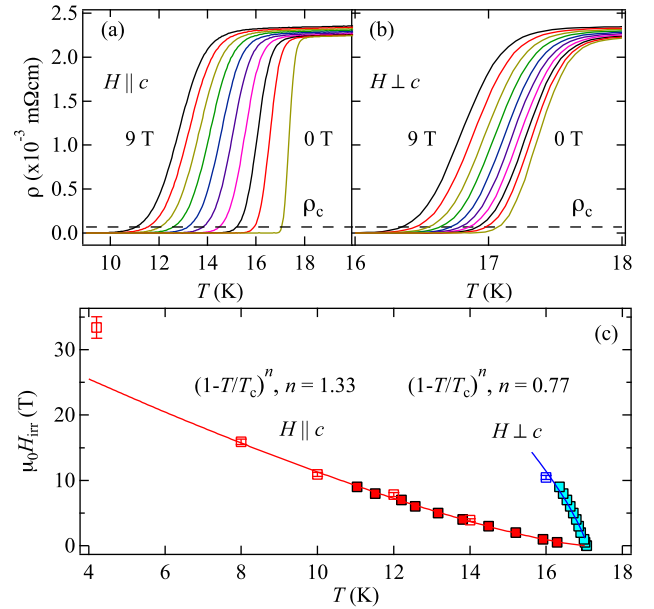 (a)
(b)
H || c
H ⊥ c
9 T
0 T
9 T
0 T
ρc
ρc
ρ (x10⁻³ mΩcm)
2.5
2.0
1.5
1.0
0.5
0.0
10 12 14 16 18
16 17 18
T (K)
T (K)
(c)
(1-T/Tc)ⁿ, n = 1.33
(1-T/Tc)ⁿ, n = 0.77
H || c
H ⊥ c
μ₀Hirr (T)
30
20
10
0
4 6 8 10 12 14 16 18
T (K)